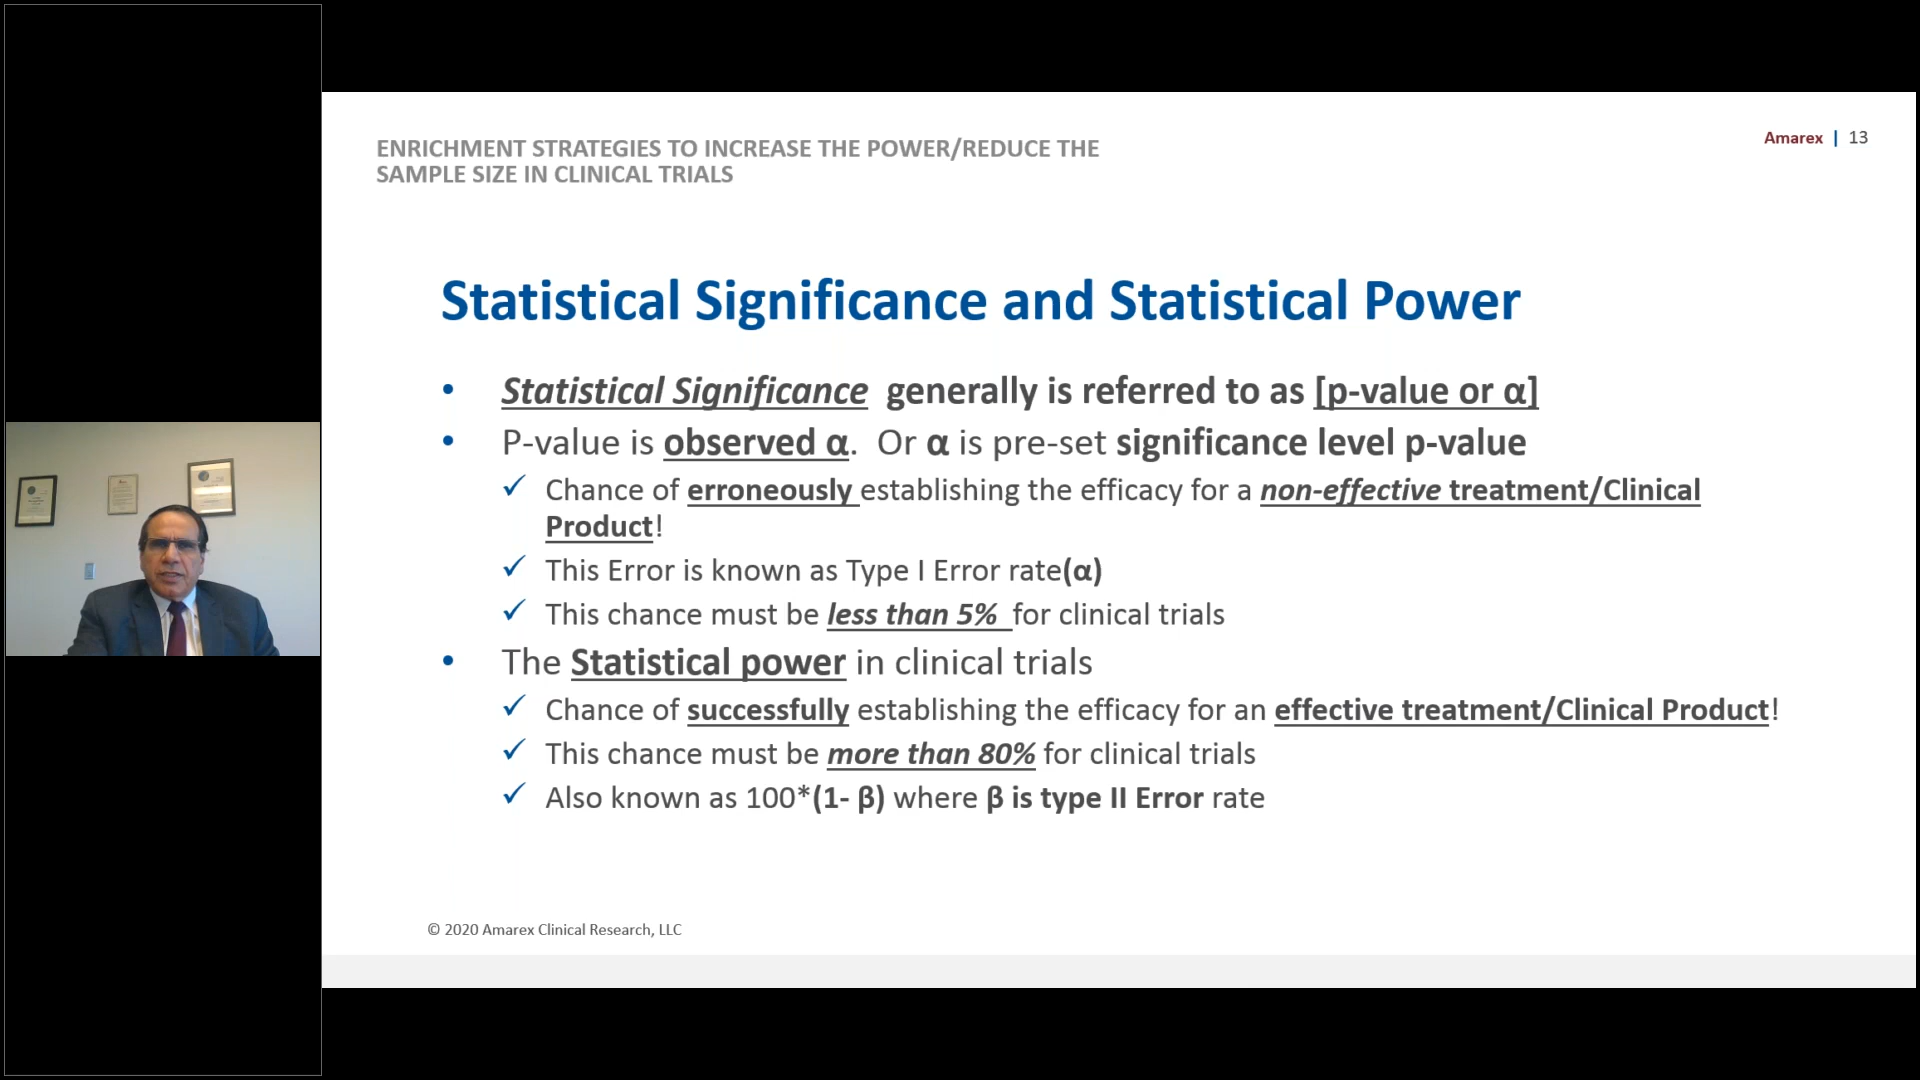 ENRICHMENT STRATEGIES TO INCREASE THE POWER/REDUCE THE
SAMPLE SIZE IN CLINICAL TRIALS
Amarex | 13
Statistical Significance and Statistical Power
• Statistical Significance generally is referred to as [p-value or α]
• P-value is observed α. Or α is pre-set significance level p-value
✓ Chance of erroneously establishing the efficacy for a non-effective treatment/Clinical
Product!
✓ This Error is known as Type I Error rate(α)
✓ This chance must be less than 5% for clinical trials
• The Statistical power in clinical trials
✓ Chance of successfully establishing the efficacy for an effective treatment/Clinical Product!
✓ This chance must be more than 80% for clinical trials
✓ Also known as 100*(1- β) where β is type II Error rate
© 2020 Amarex Clinical Research, LLC